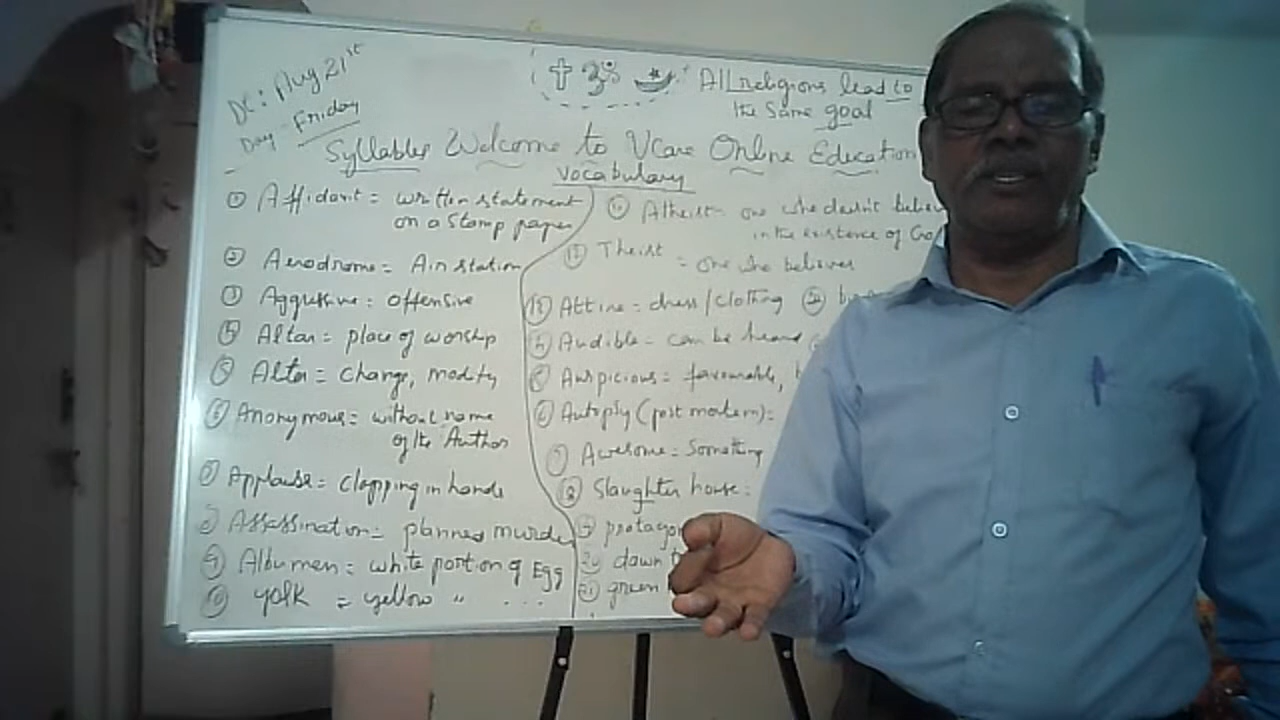 Dt: Aug 21st
Day - Friday
All religions lead to
the same goal
Syllables Welcome to VCare Online Education
Vocabulary
① Affidavit = written statement
on a stamp paper
② Aerodrome = Air station
③ Aggressive = offensive
④ Altar = place of worship
⑤ Alter = change, modify
⑥ Anonymous = without name
of the Author
⑦ Applause = clapping in hands
⑧ Assassination = planned murder
⑨ Albumen = white portion of Egg
⑩ Yolk = yellow " ...
⑪ Atheist = one who doesn't
in the existence of
⑫ Theist = one who believes
⑬ Attire = dress/clothing
⑭ Audible = can be heard
⑮ Auspicious = favourable,
⑯ Autopsy (post mortem):
⑰ Awesome = Something
⑱ Slaughter house:
⑲
⑳ dawn
㉑ green